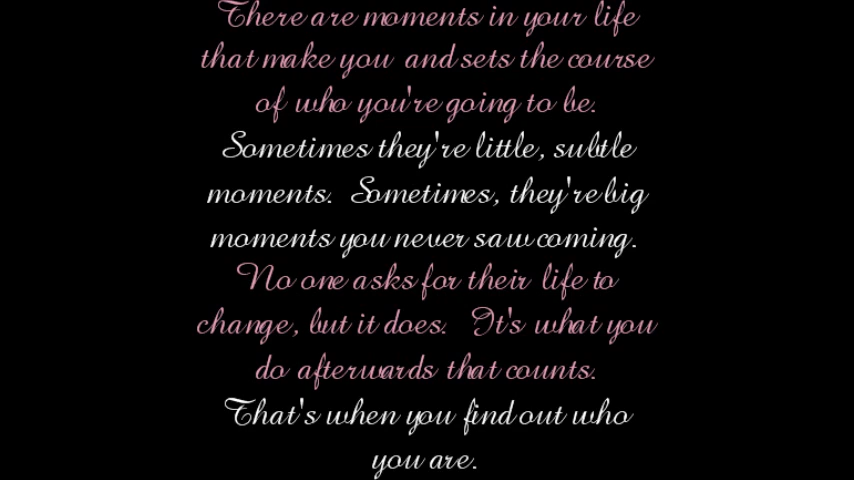 There are moments in your life
that make you and sets the course
of who you're going to be.
Sometimes they're little, subtle
moments. Sometimes, they're big
moments you never saw coming.
No one asks for their life to
change, but it does. It's what you
do afterwards that counts.
That's when you find out who
you are.